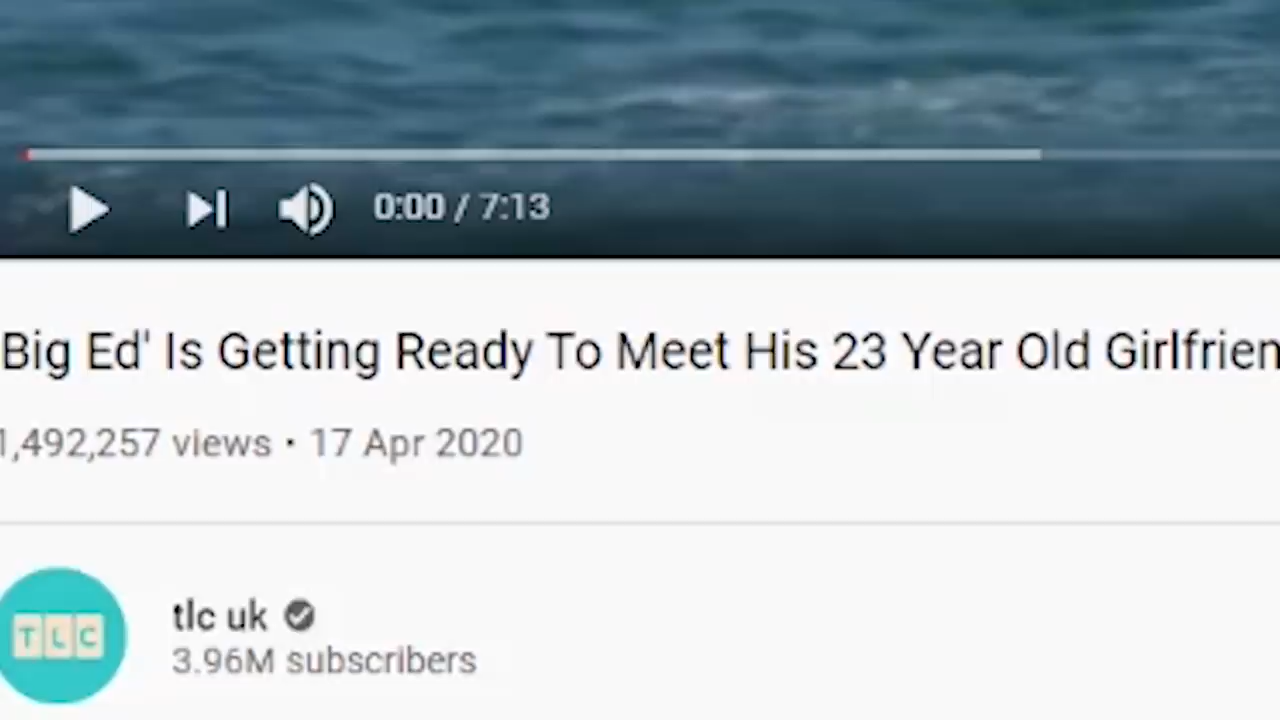 0:00 / 7:13
Big Ed' Is Getting Ready To Meet His 23 Year Old Girlfrien
1,492,257 views • 17 Apr 2020
TLC
tlc uk
3.96M subscribers